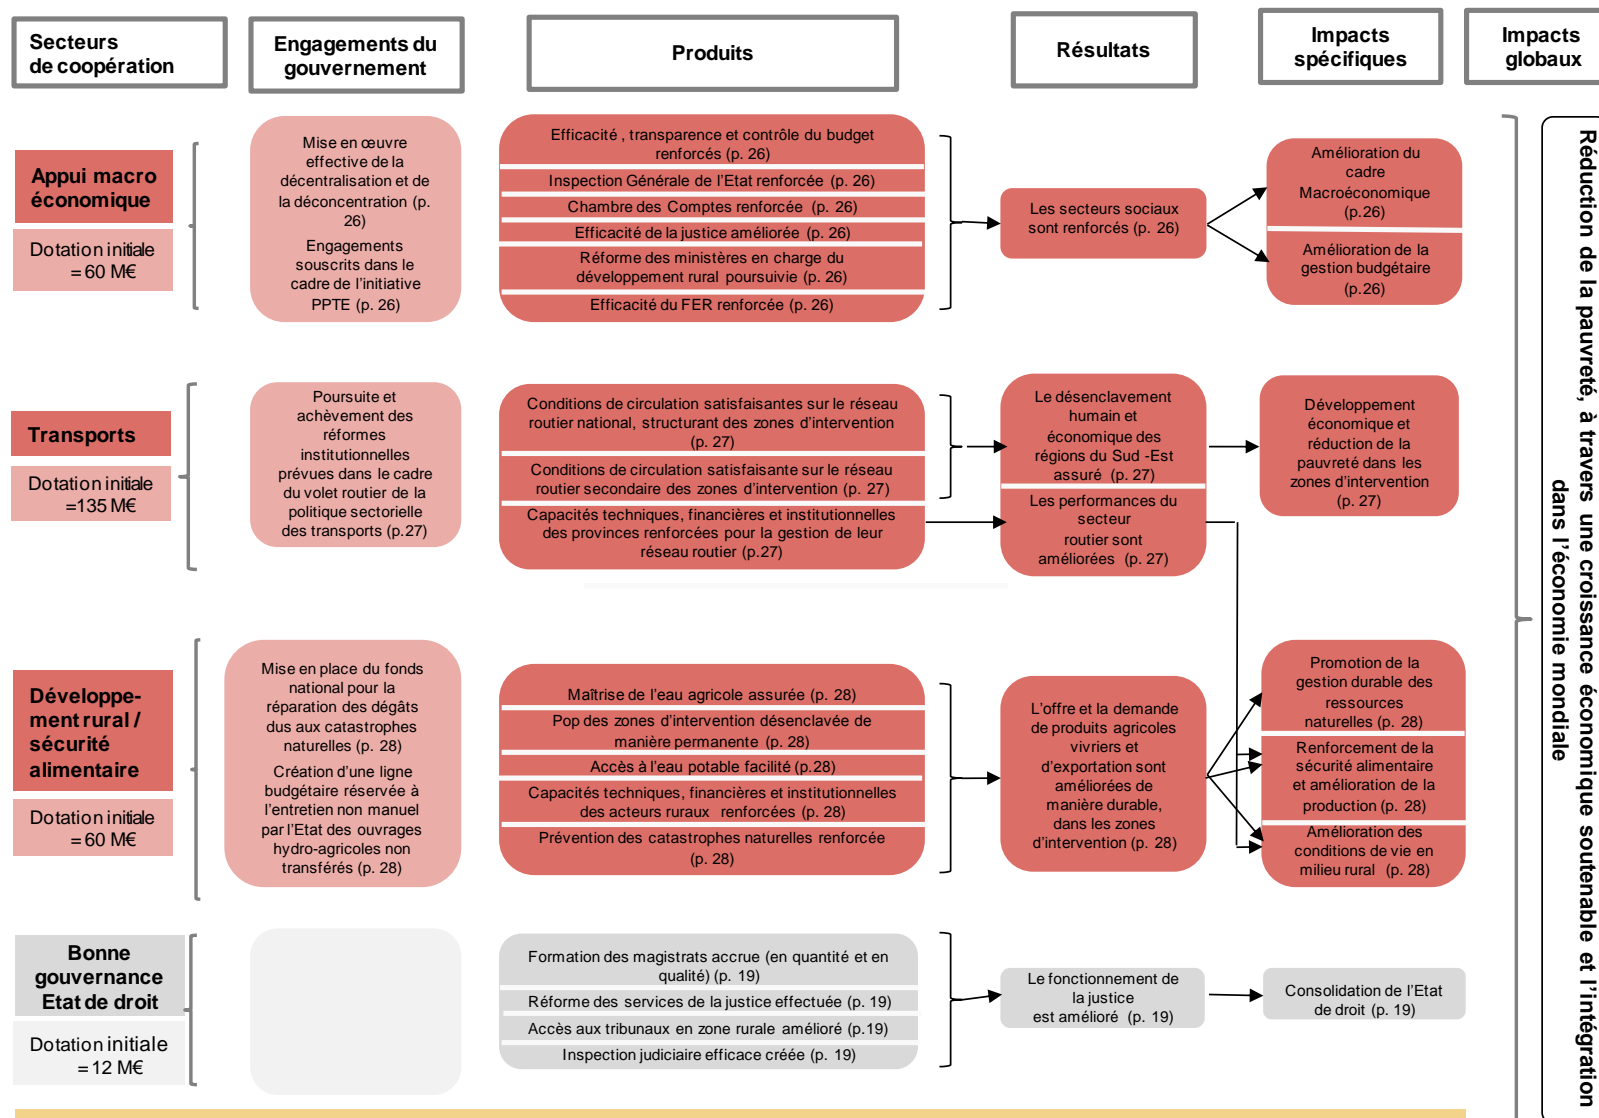 Secteurs
de coopération
Engagements du
gouvernement
Produits
Résultats
Impacts
spécifiques
Impacts
globaux
Appui macro
économique
Dotation initiale
= 60 M€
Mise en œuvre
effective de la
décentralisation et de
la déconcentration (p.
26)
Engagements
souscrits dans le
cadre de l'initiative
PPTE (p. 26)
Efficacité , transparence et contrôle du budget
renforcés (p. 26)
Inspection Générale de l'Etat renforcée (p. 26)
Chambre des Comptes renforcée (p. 26)
Efficacité de la justice améliorée (p. 26)
Réforme des ministères en charge du
développement rural poursuivie (p. 26)
Efficacité du FER renforcée (p. 26)
Les secteurs sociaux
sont renforcés (p. 26)
Amélioration du
cadre
Macroéconomique
(p.26)
Amélioration de la
gestion budgétaire
(p.26)
Transports
Dotation initiale
=135 M€
Poursuite et
achèvement des
réformes
institutionnelles
prévues dans le cadre
du volet routier de la
politique sectorielle
des transports (p.27)
Conditions de circulation satisfaisantes sur le réseau
routier national, structurant des zones d'intervention
(p. 27)
Conditions de circulation satisfaisante sur le réseau
routier secondaire des zones d'intervention (p. 27)
Capacités techniques, financières et institutionnelles
des provinces renforcées pour la gestion de leur
réseau routier (p.27)
Le désenclavement
humain et
économique des
régions du Sud -Est
assuré (p. 27)
Les performances du
secteur
routier sont
améliorées (p. 27)
Développement
économique et
réduction de la
pauvreté dans les
zones d'intervention
(p. 27)
Développe-
ment rural /
sécurité
alimentaire
Dotation initiale
= 60 M€
Mise en place du fonds
national pour la
réparation des dégâts
dus aux catastrophes
naturelles (p. 28)
Création d'une ligne
budgétaire réservée à
l'entretien non manuel
par l'Etat des ouvrages
hydro-agricoles non
transférés (p. 28)
Maîtrise de l'eau agricole assurée (p. 28)
Pop des zones d'intervention désenclavée de
manière permanente (p. 28)
Accès à l'eau potable facilité (p.28)
Capacités techniques, financières et institutionnelles
des acteurs ruraux renforcées (p. 28)
Prévention des catastrophes naturelles renforcée
(p. 28)
L'offre et la demande
de produits agricoles
vivriers et
d'exportation sont
améliorées de
manière durable,
dans les zones
d'intervention (p. 28)
Promotion de la
gestion durable des
ressources
naturelles (p. 28)
Renforcement de la
sécurité alimentaire
et amélioration de la
production (p. 28)
Amélioration des
conditions de vie en
milieu rural (p. 28)
Bonne
gouvernance
Etat de droit
Dotation initiale
= 12 M€
Formation des magistrats accrue (en quantité et en
qualité) (p. 19)
Réforme des services de la justice effectuée (p. 19)
Accès aux tribunaux en zone rurale amélioré (p.19)
Inspection judiciaire efficace créée (p. 19)
Le fonctionnement de
la justice
est amélioré (p. 19)
Consolidation de l'Etat
de droit (p. 19)
Réduction de la pauvreté, à travers une croissance économique soutenable et l'intégration
dans l'économie mondiale